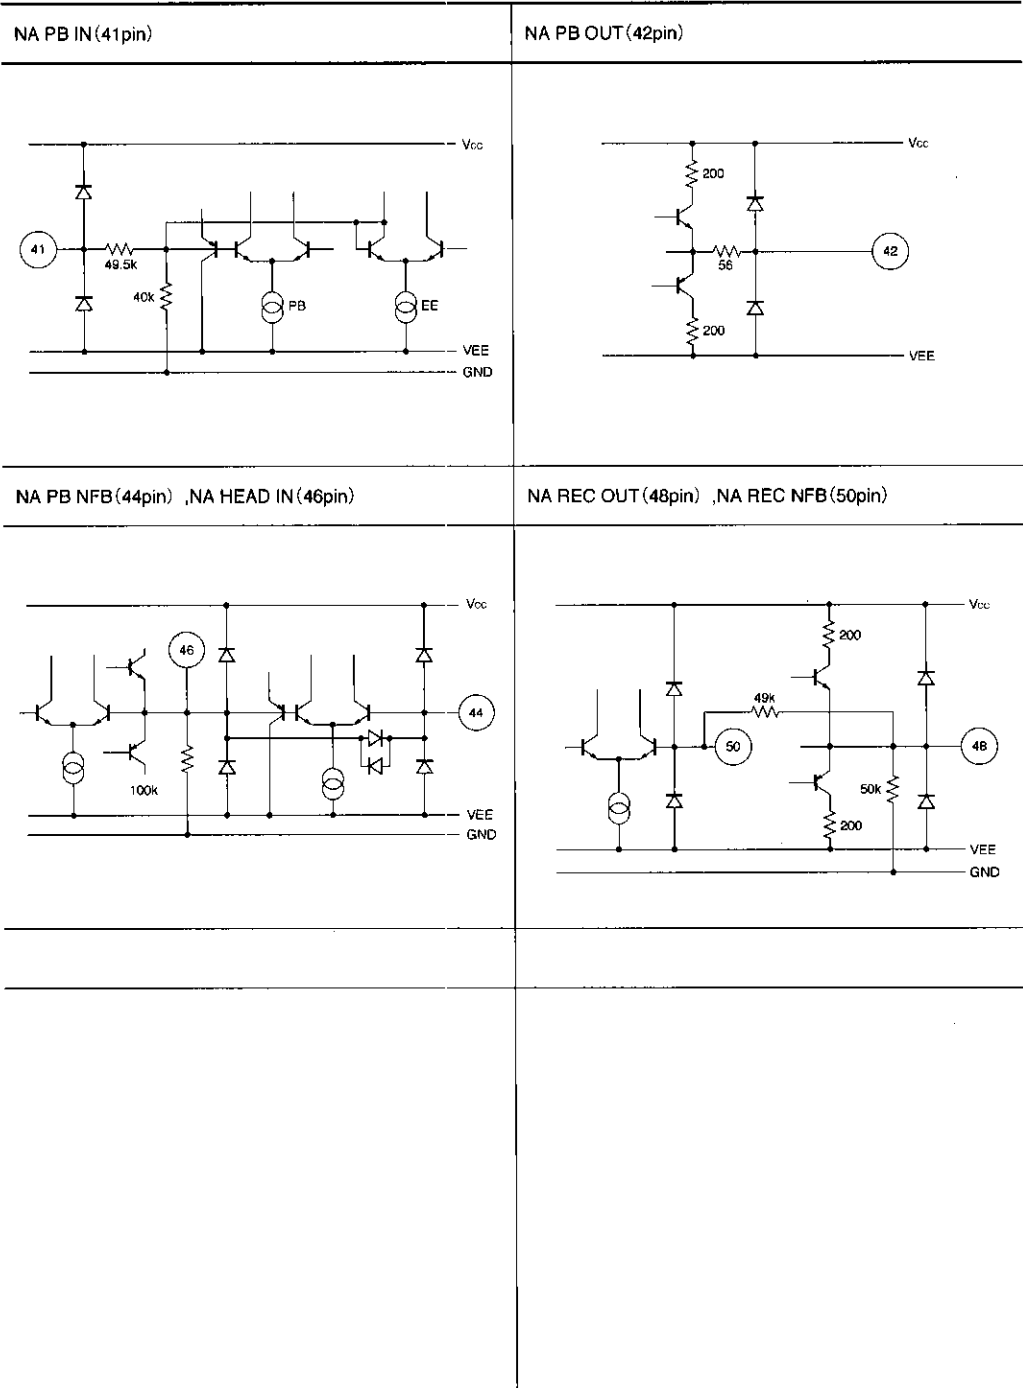 NA PB IN(41pin)
NA PB OUT(42pin)
Vcc
41
49.5k
40k
PB
EE
VEE
GND
Vcc
200
56
42
200
VEE
NA PB NFB(44pin) ,NA HEAD IN(46pin)
NA REC OUT(48pin) ,NA REC NFB(50pin)
Vcc
46
44
100k
VEE
GND
Vcc
200
49k
50
48
50k
200
VEE
GND